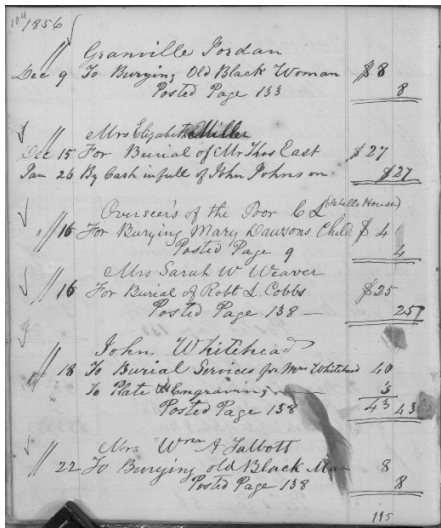 104
1856
// Granville Jordan
Dec 9 To Burying Old Black Woman $8
Posted Page 133 8
// Mrs Elizabeth Miller
Dec 15 For Burial of Mr Thos East $27
Jan 26 By Cash in full of John Johnson $27
Overseers of the Poor C L (at Wells House)
// 15 For Burying Mary Dawsons Child $4
Posted Page 9 4
Mrs Sarah W Weaver
// 16 For Burial of Robt L. Cobbs $25
Posted Page 138 — 25
John Whitehead
// 18 To Burial Services for Mrs Whitehead 40
To Plate & Engraving 3
Posted Page 138 43 43
Mrs Wm A Talbott
// 22 To Burying old Black Man 8
Posted Page 138 8
115